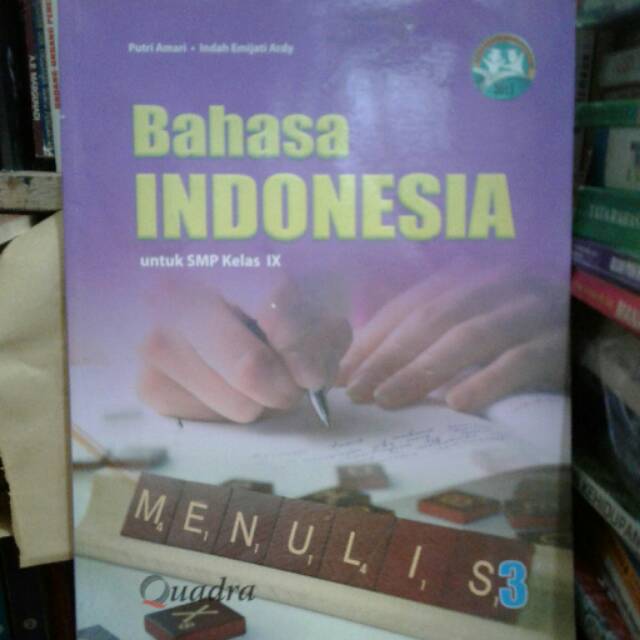 Putri Amari • Indah Emijati Ardy
Bahasa
INDONESIA
untuk SMP Kelas IX
MENULIS
3
Quadra